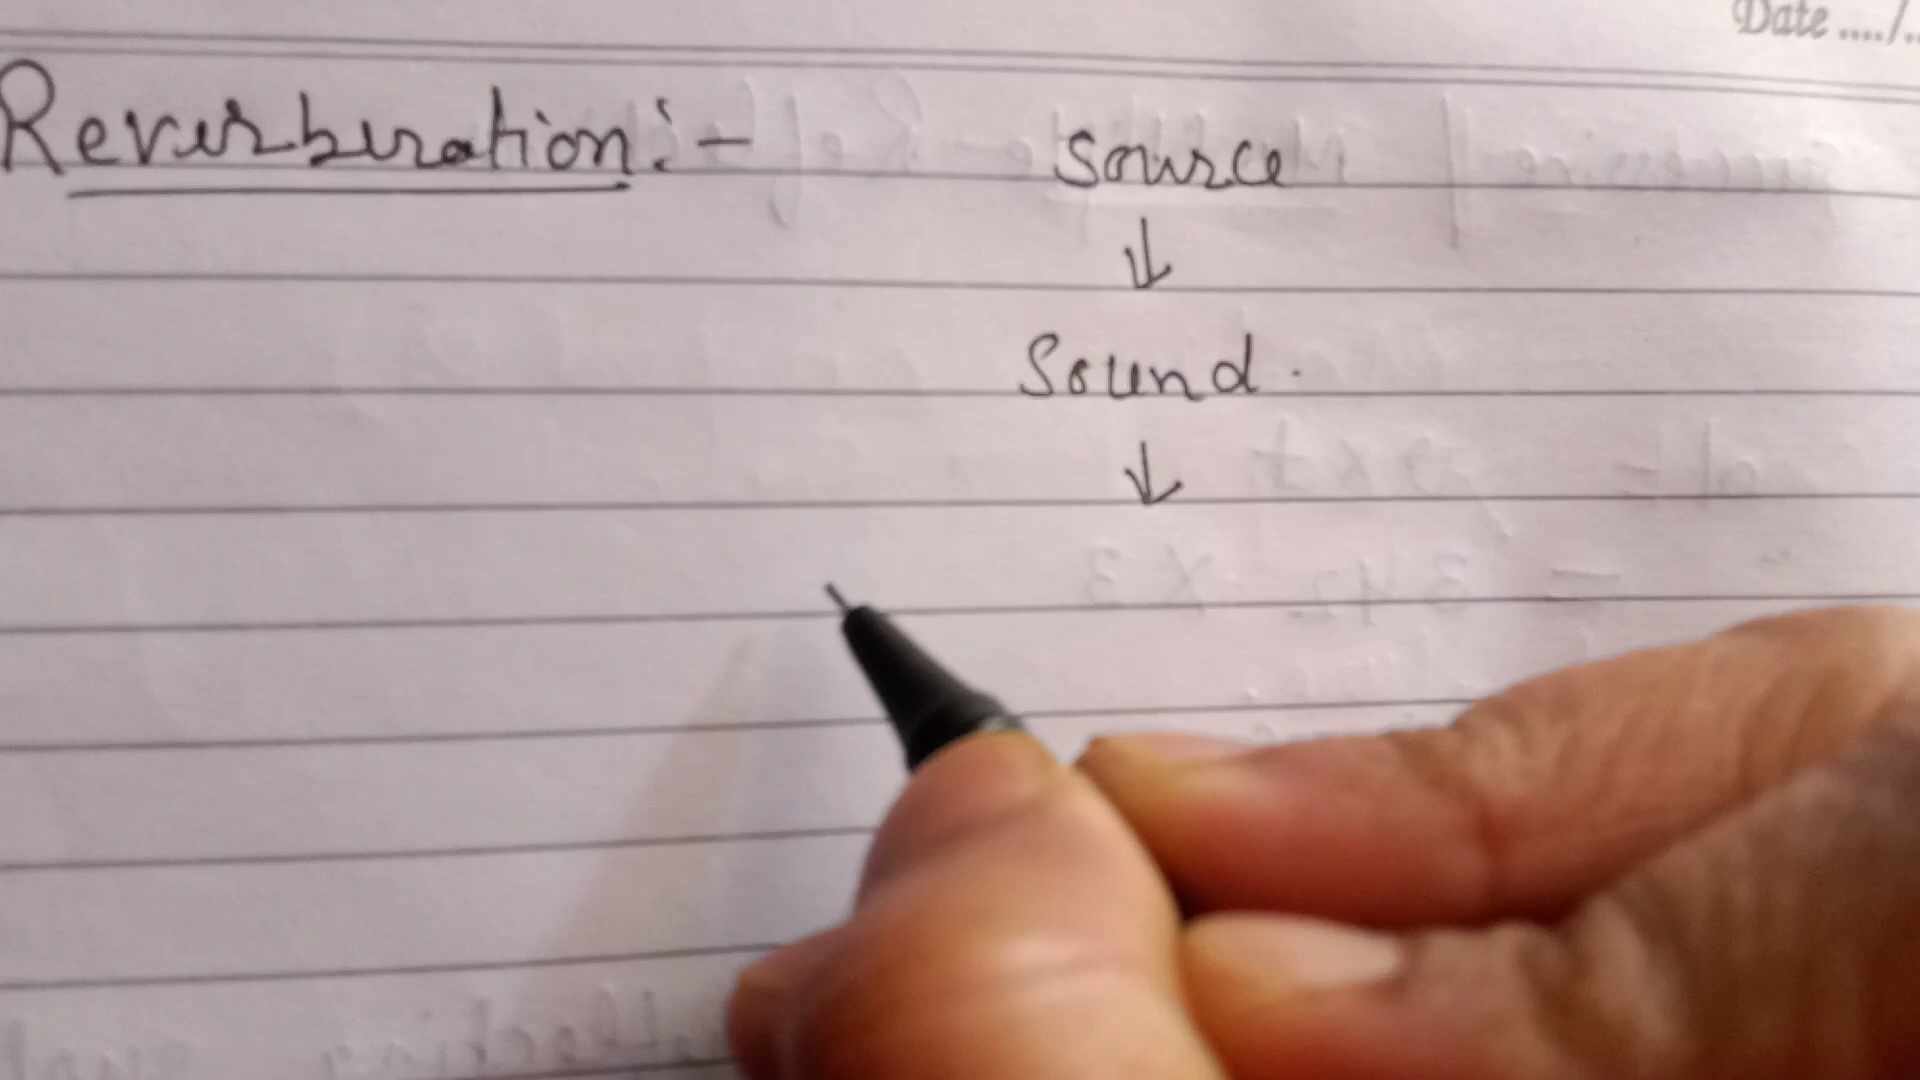 Date ..../..
Reverberation:- Source
↓
Sound.
↓